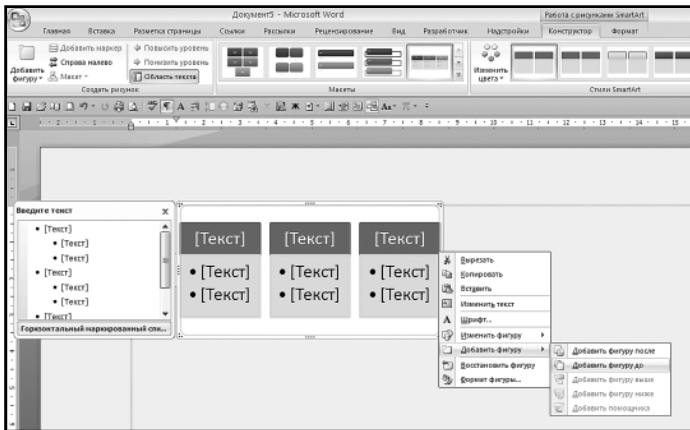 Документ5 - Microsoft Word
Работа с рисунками SmartArt
Главная Вставка Разметка страницы Ссылки Рассылки Рецензирование Вид Разработчик Надстройки Конструктор Формат
Добавить фигуру
Добавить маркер
Справа налево
Макет
Повысить уровень
Понизить уровень
Область текста
Изменить цвета
Создать рисунок Макеты Стили SmartArt
Введите текст x
• [Текст]
• [Текст]
• [Текст]
• [Текст]
• [Текст]
• [Текст]
• [Текст]
Горизонтальный маркированный спи...
[Текст] [Текст] [Текст]
• [Текст] • [Текст] • [Текст]
• [Текст] • [Текст] • [Текст]
Вырезать
Копировать
Вставить
Изменить текст
Шрифт...
Изменить фигуру
Добавить фигуру
Восстановить фигуру
Формат фигуры...
Добавить фигуру после
Добавить фигуру до
Добавить фигуру выше
Добавить фигуру ниже
Добавить помощника